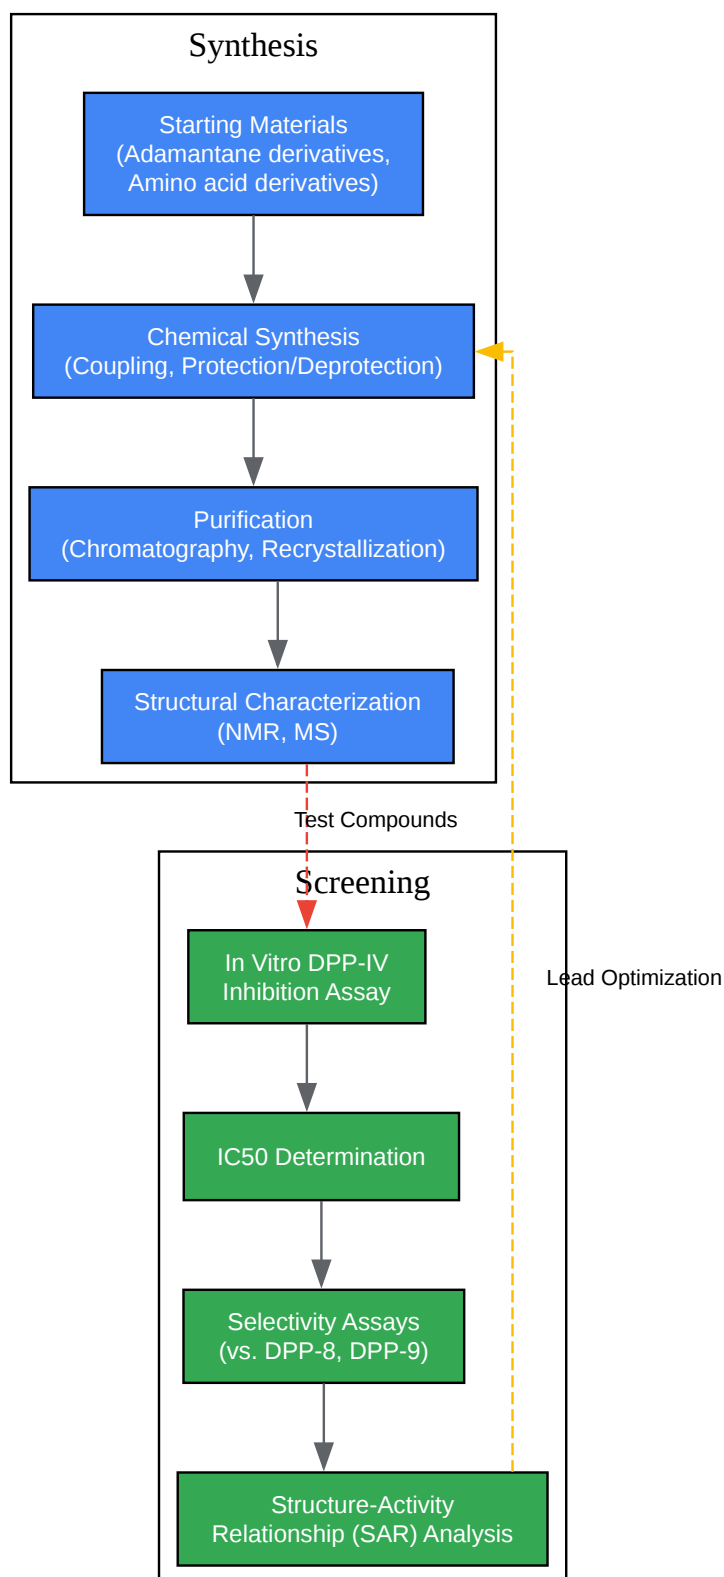 Synthesis
Starting Materials
(Adamantane derivatives,
Amino acid derivatives)
Chemical Synthesis
(Coupling, Protection/Deprotection)
Purification
(Chromatography, Recrystallization)
Structural Characterization
(NMR, MS)
Test Compounds
Screening
In Vitro DPP-IV
Inhibition Assay
Lead Optimization
IC50 Determination
Selectivity Assays
(vs. DPP-8, DPP-9)
Structure-Activity
Relationship (SAR) Analysis